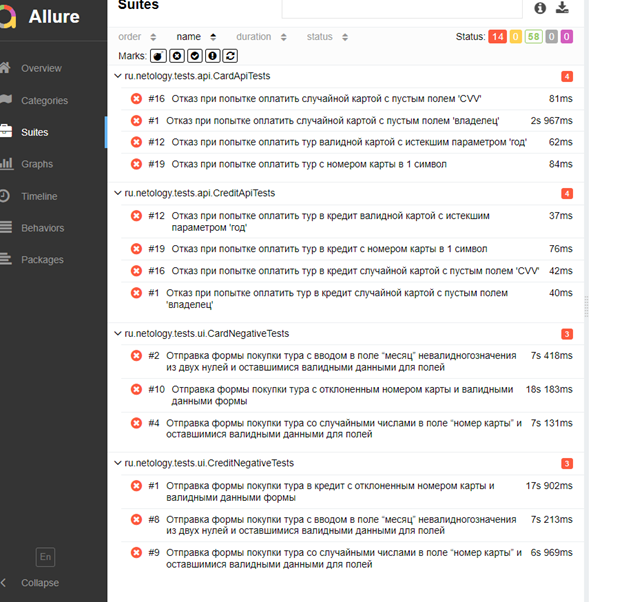 Allure
Overview
Categories
Suites
Graphs
Timeline
Behaviors
Packages
En
Collapse
Suites
order name duration status Status: 14 0 58 0 0
Marks:
ru.netology.tests.api.CardApiTests 4
#16 Отказ при попытке оплатить случайной картой с пустым полем 'CVV' 81ms
#1 Отказ при попытке оплатить случайной картой с пустым полем 'владелец' 2s 967ms
#12 Отказ при попытке оплатить тур валидной картой с истекшим параметром 'год' 62ms
#19 Отказ при попытке оплатить тур с номером карты в 1 символ 84ms
ru.netology.tests.api.CreditApiTests 4
#12 Отказ при попытке оплатить тур в кредит валидной картой с истекшим 37ms
параметром 'год'
#19 Отказ при попытке оплатить тур в кредит с номером карты в 1 символ 76ms
#16 Отказ при попытке оплатить тур в кредит случайной картой с пустым полем 'CVV' 42ms
#1 Отказ при попытке оплатить тур в кредит случайной картой с пустым полем 40ms
'владелец'
ru.netology.tests.ui.CardNegativeTests 3
#2 Отправка формы покупки тура с вводом в поле “месяц” невалидногозначения 7s 418ms
из двух нулей и оставшимися валидными данными для полей
#10 Отправка формы покупки тура с отклоненным номером карты и валидными 18s 183ms
данными формы
#4 Отправка формы покупки тура со случайными числами в поле “номер карты” и 7s 131ms
оставшимися валидными данными для полей
ru.netology.tests.ui.CreditNegativeTests 3
#1 Отправка формы покупки тура в кредит с отклоненным номером карты и 17s 902ms
валидными данными формы
#8 Отправка формы покупки тура с вводом в поле “месяц” невалидногозначения 7s 213ms
из двух нулей и оставшимися валидными данными для полей
#9 Отправка формы покупки тура со случайными числами в поле “номер карты” и 6s 969ms
оставшимися валидными данными для полей